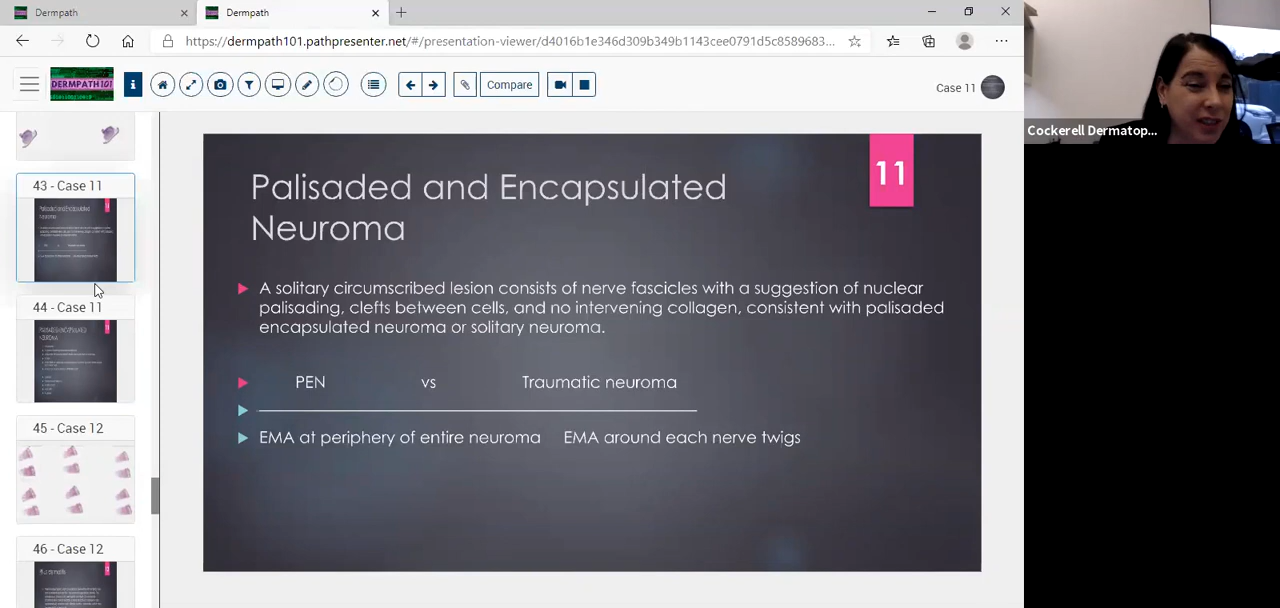 Dermpath
Dermpath
https://dermpath101.pathpresenter.net/#/presentation-viewer/d4016b1e346d309b349b1143cee0791d5c8589683...
DERMPATH101
Compare
Case 11
Cockerell Dermatop...
43 - Case 11
44 - Case 11
45 - Case 12
46 - Case 12
11
Palisaded and Encapsulated
Neuroma
A solitary circumscribed lesion consists of nerve fascicles with a suggestion of nuclear
palisading, clefts between cells, and no intervening collagen, consistent with palisaded
encapsulated neuroma or solitary neuroma.
PEN vs Traumatic neuroma
EMA at periphery of entire neuroma EMA around each nerve twigs